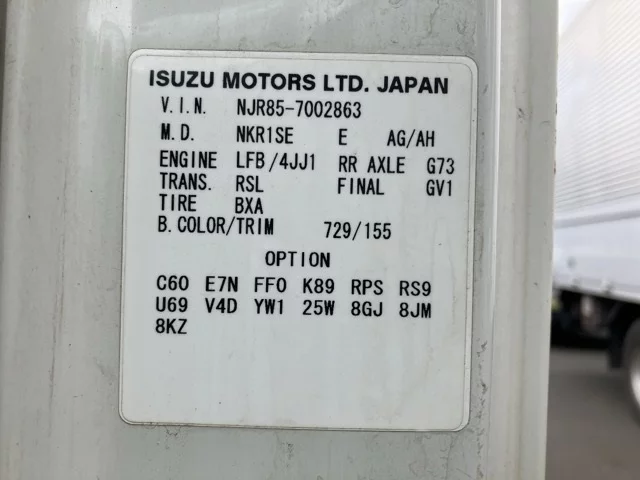 ISUZU MOTORS LTD. JAPAN
V.I.N. NJR85-7002863
M.D. NKR1SE E AG/AH
ENGINE LFB/4JJ1 RR AXLE G73
TRANS. RSL FINAL GV1
TIRE BXA
B.COLOR/TRIM 729/155
OPTION
C60 E7N FF0 K89 RPS RS9
U69 V4D YW1 25W 8GJ 8JM
8KZ